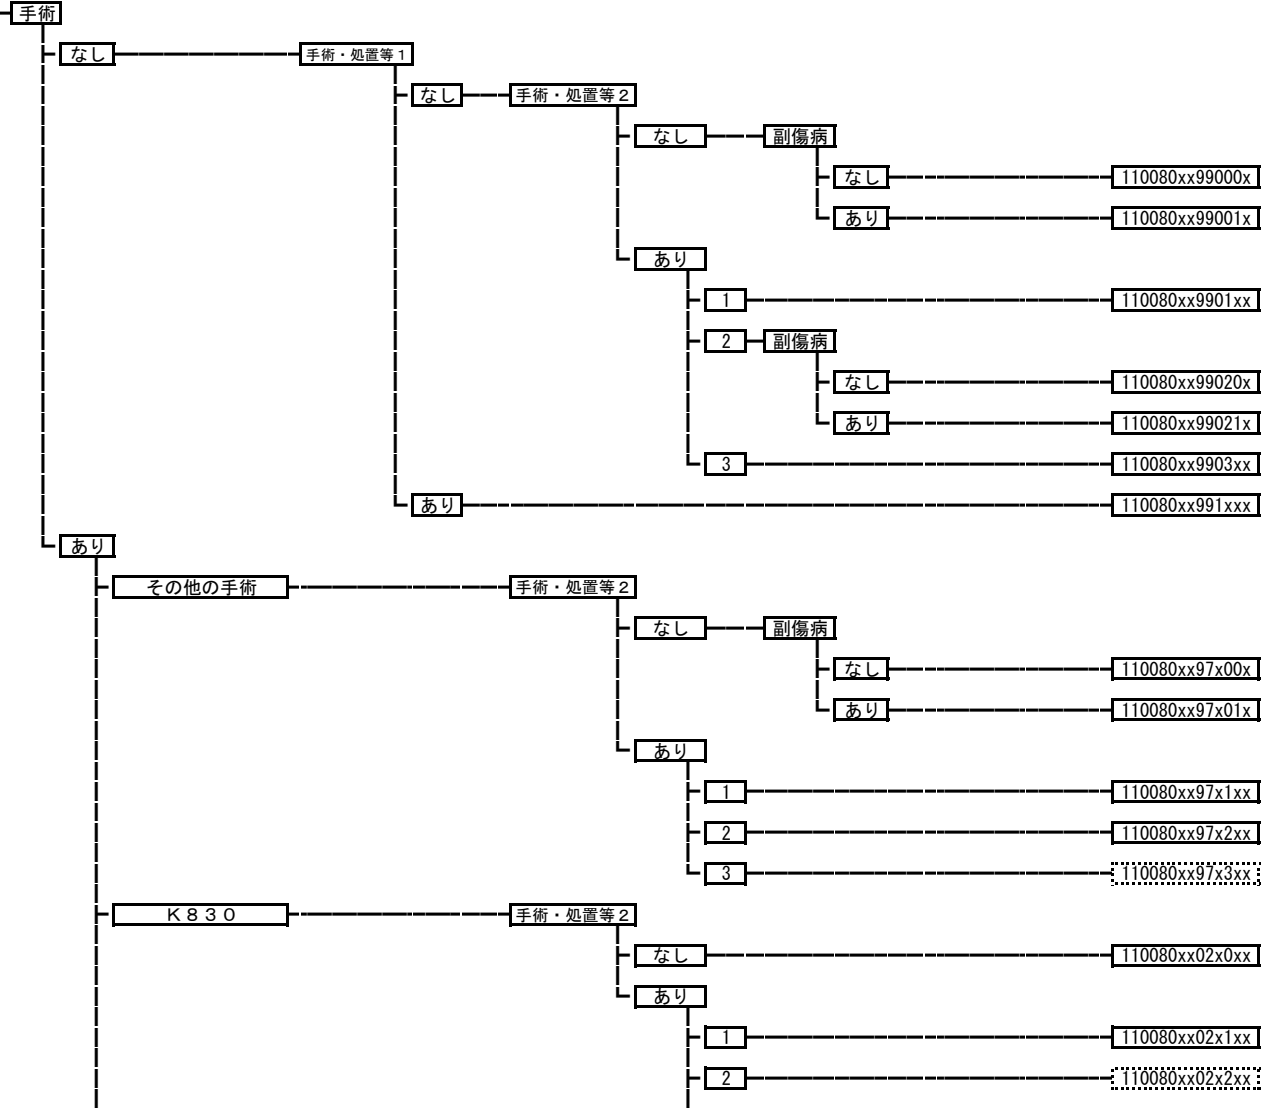 手術
なし 手術・処置等1
なし 手術・処置等2
なし 副傷病
なし 110080xx99000x
あり 110080xx99001x
あり
1 110080xx9901xx
2 副傷病
なし 110080xx99020x
あり 110080xx99021x
3 110080xx9903xx
あり 110080xx991xxx
あり
その他の手術 手術・処置等2
なし 副傷病
なし 110080xx97x00x
あり 110080xx97x01x
あり
1 110080xx97x1xx
2 110080xx97x2xx
3 110080xx97x3xx
K830 手術・処置等2
なし 110080xx02x0xx
あり
1 110080xx02x1xx
2 110080xx02x2xx